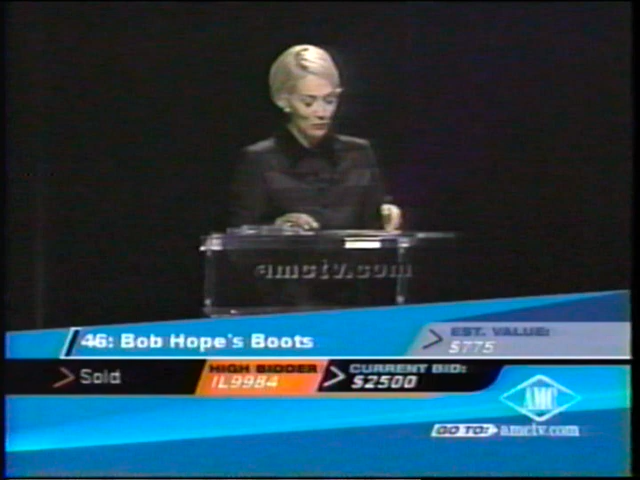 amctv.com
46: Bob Hope's Boots
EST. VALUE:
$775
Sold
HIGH BIDDER
IL9984
CURRENT BID:
$2500
AMC
GO TO:
amctv.com